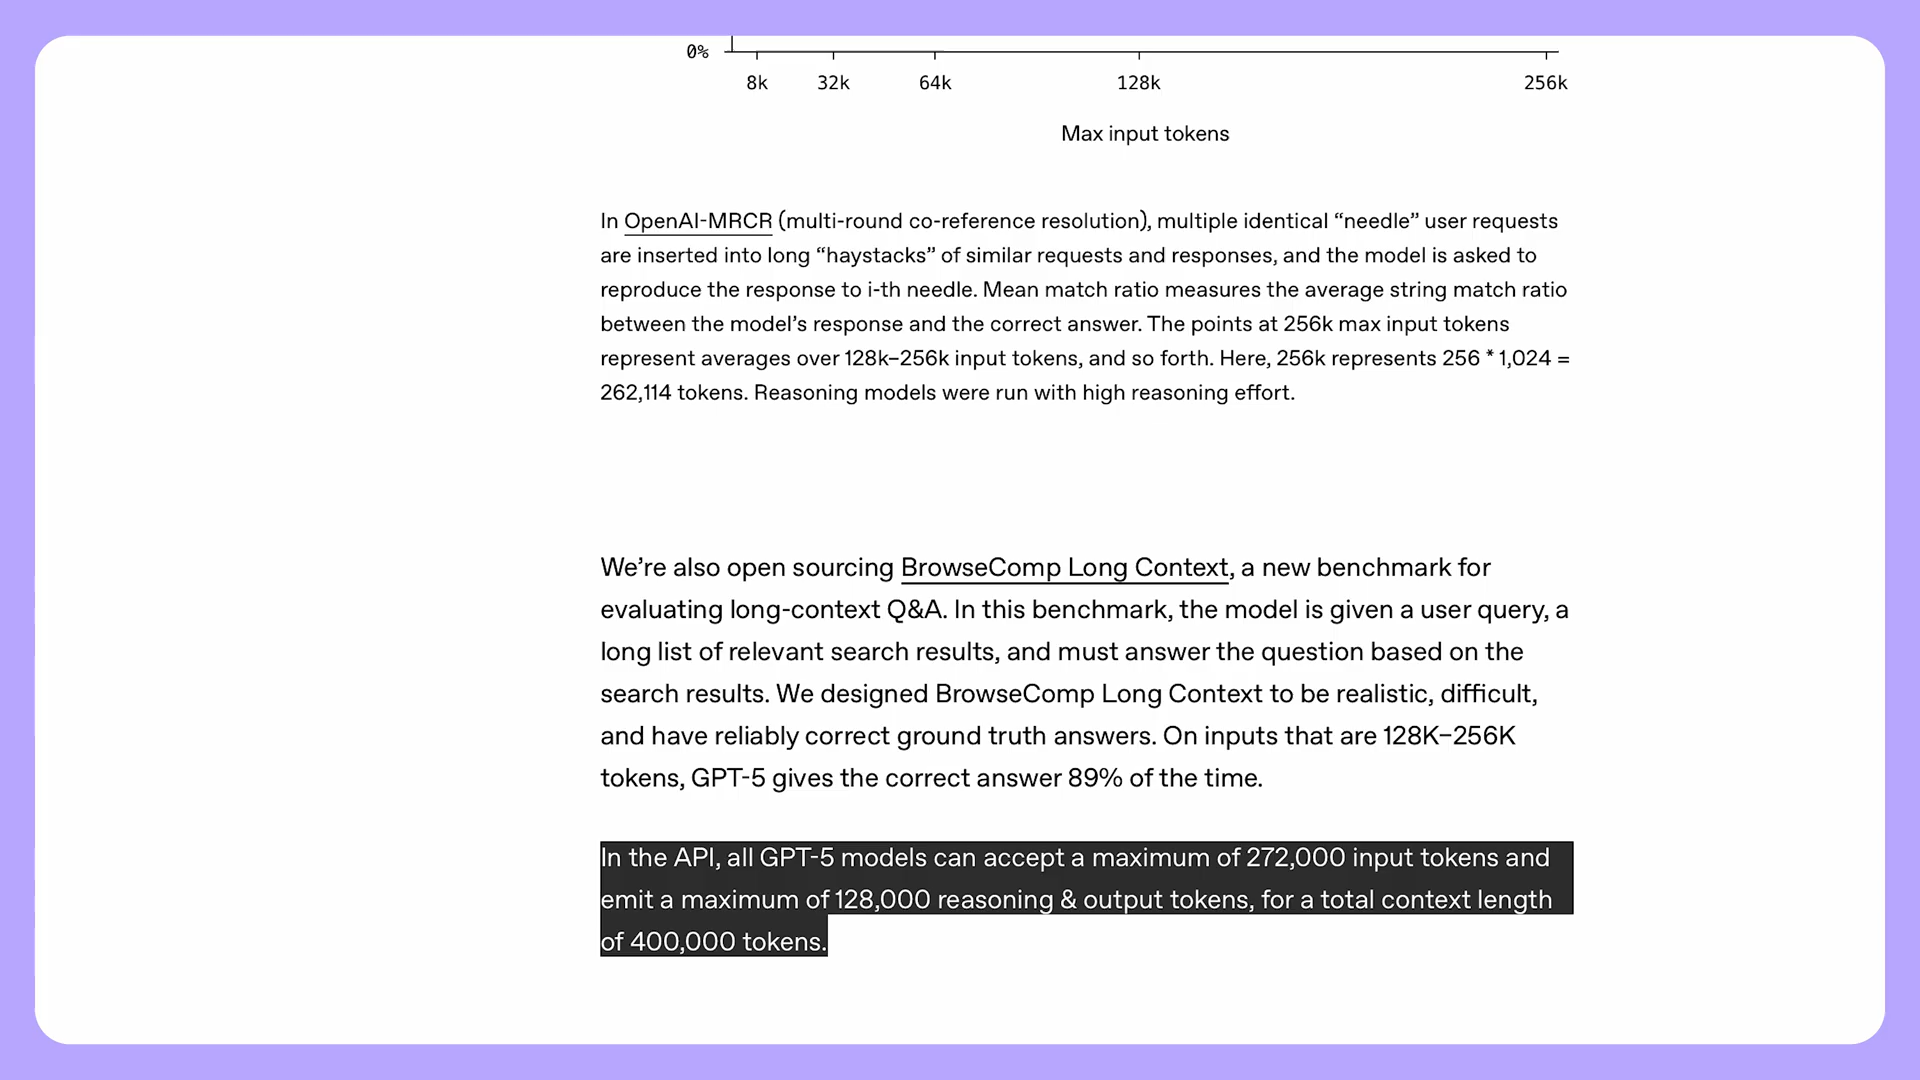 0%
8k 32k 64k 128k 256k
Max input tokens
In OpenAI-MRCR (multi-round co-reference resolution), multiple identical “needle” user requests
are inserted into long “haystacks” of similar requests and responses, and the model is asked to
reproduce the response to i-th needle. Mean match ratio measures the average string match ratio
between the model’s response and the correct answer. The points at 256k max input tokens
represent averages over 128k–256k input tokens, and so forth. Here, 256k represents 256 * 1,024 =
262,114 tokens. Reasoning models were run with high reasoning effort.
We’re also open sourcing BrowseComp Long Context, a new benchmark for
evaluating long-context Q&A. In this benchmark, the model is given a user query, a
long list of relevant search results, and must answer the question based on the
search results. We designed BrowseComp Long Context to be realistic, difficult,
and have reliably correct ground truth answers. On inputs that are 128K–256K
tokens, GPT-5 gives the correct answer 89% of the time.
In the API, all GPT-5 models can accept a maximum of 272,000 input tokens and
emit a maximum of 128,000 reasoning & output tokens, for a total context length
of 400,000 tokens.